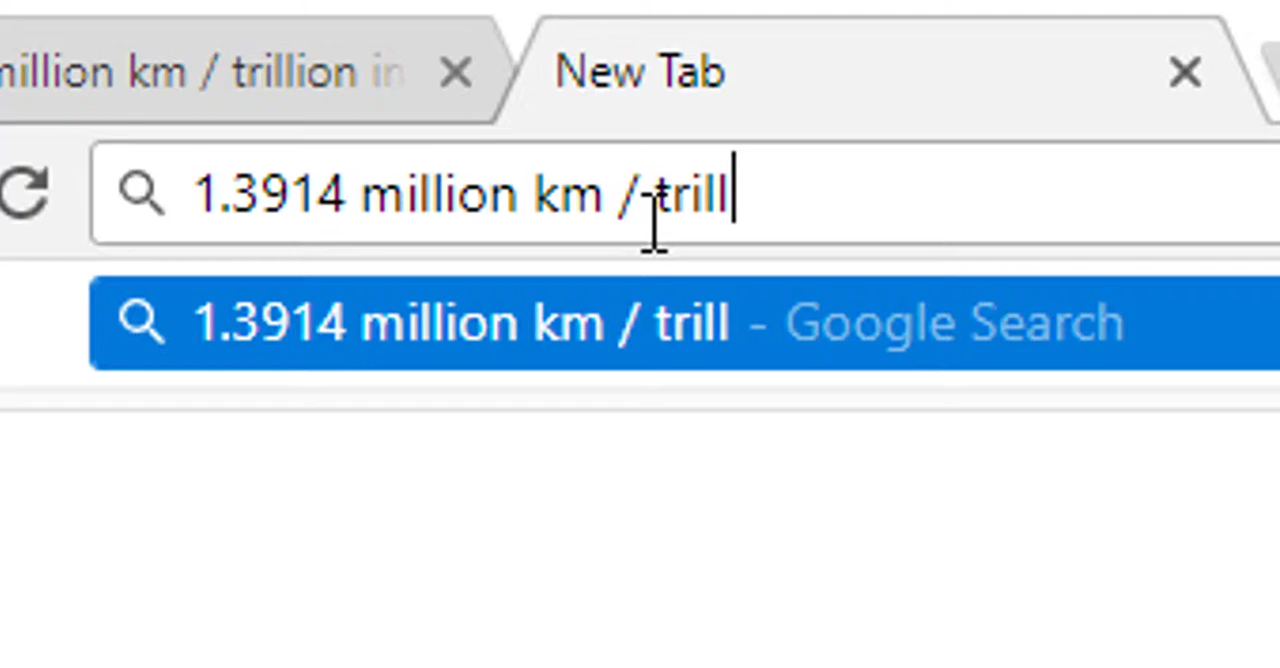 million km / trillion in New Tab
1.3914 million km / trill
1.3914 million km / trill - Google Search